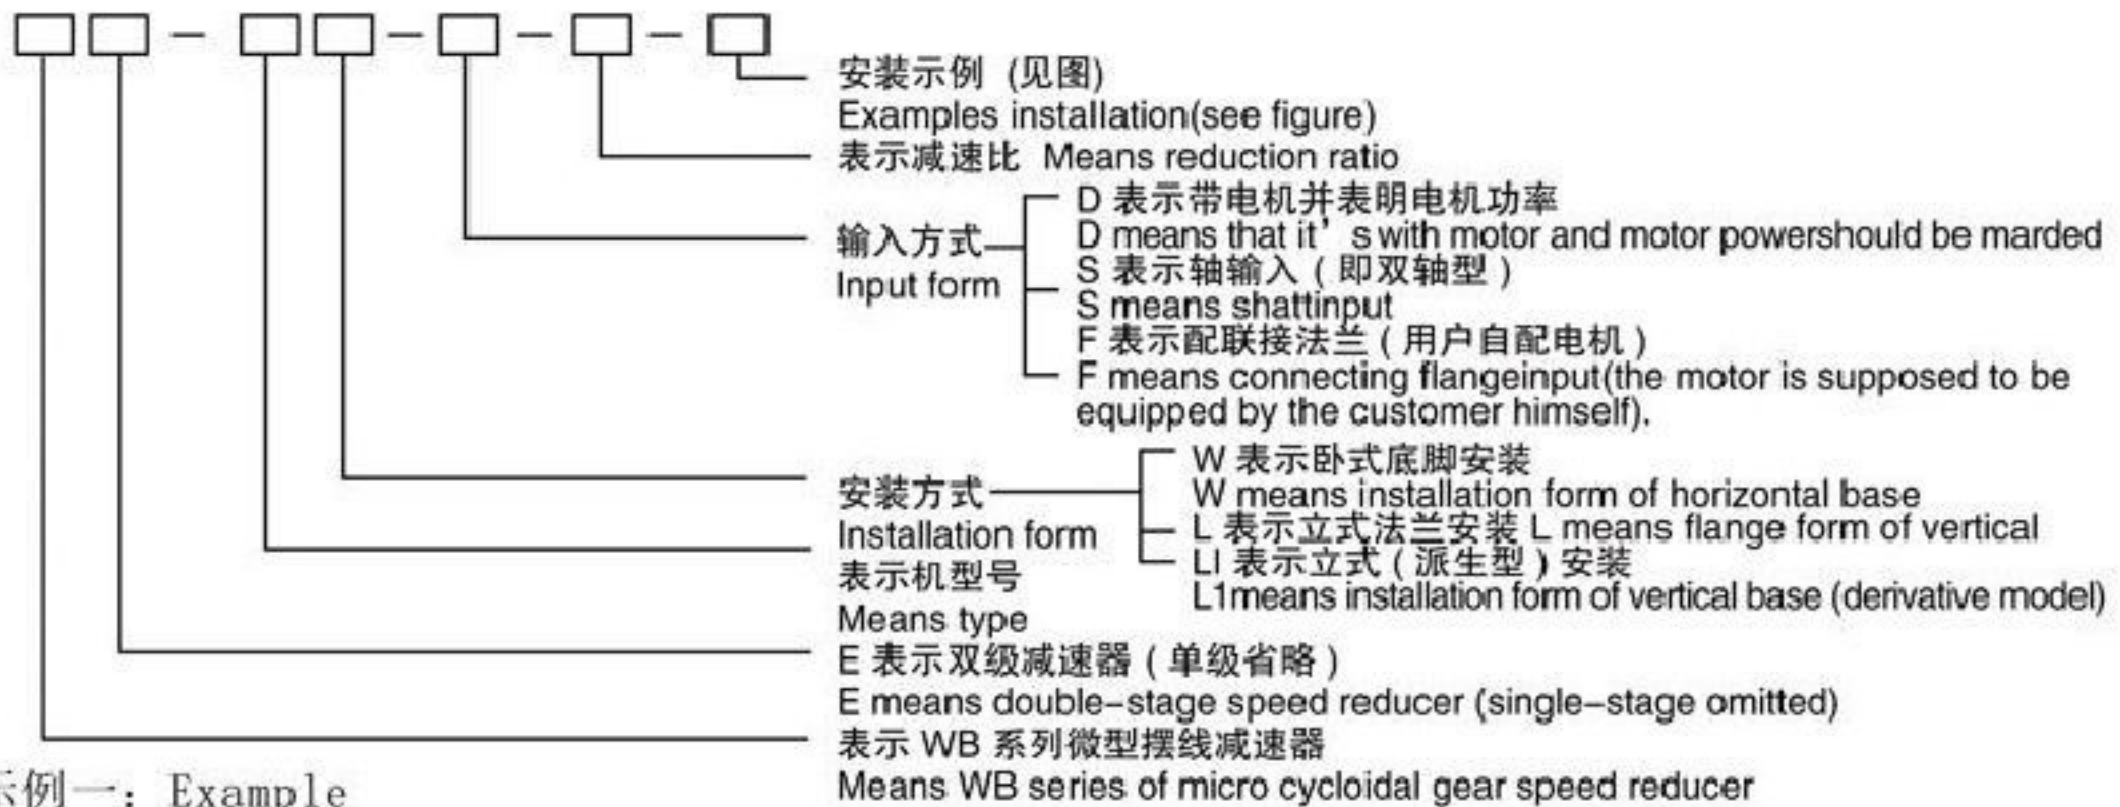 安装示例 (见图)
Examples installation(see figure)
表示减速比 Means reduction ratio
输入方式
Input form
D 表示带电机并表明电机功率
D means that it’ s with motor and motor powershould be marded
S 表示轴输入 ( 即双轴型 )
S means shattinput
F 表示配联接法兰 ( 用户自配电机 )
F means connecting flangeinput(the motor is supposed to be
equipped by the customer himself).
安装方式
Installation form
W 表示卧式底脚安装
W means installation form of horizontal base
L 表示立式法兰安装 L means flange form of vertical
LI 表示立式 ( 派生型 ) 安装
L1means installation form of vertical base (derivative model)
表示机型号
Means type
E 表示双级减速器 ( 单级省略 )
E means double-stage speed reducer (single-stage omitted)
表示 WB 系列微型摆线减速器
Means WB series of micro cycloidal gear speed reducer
示例一: Example